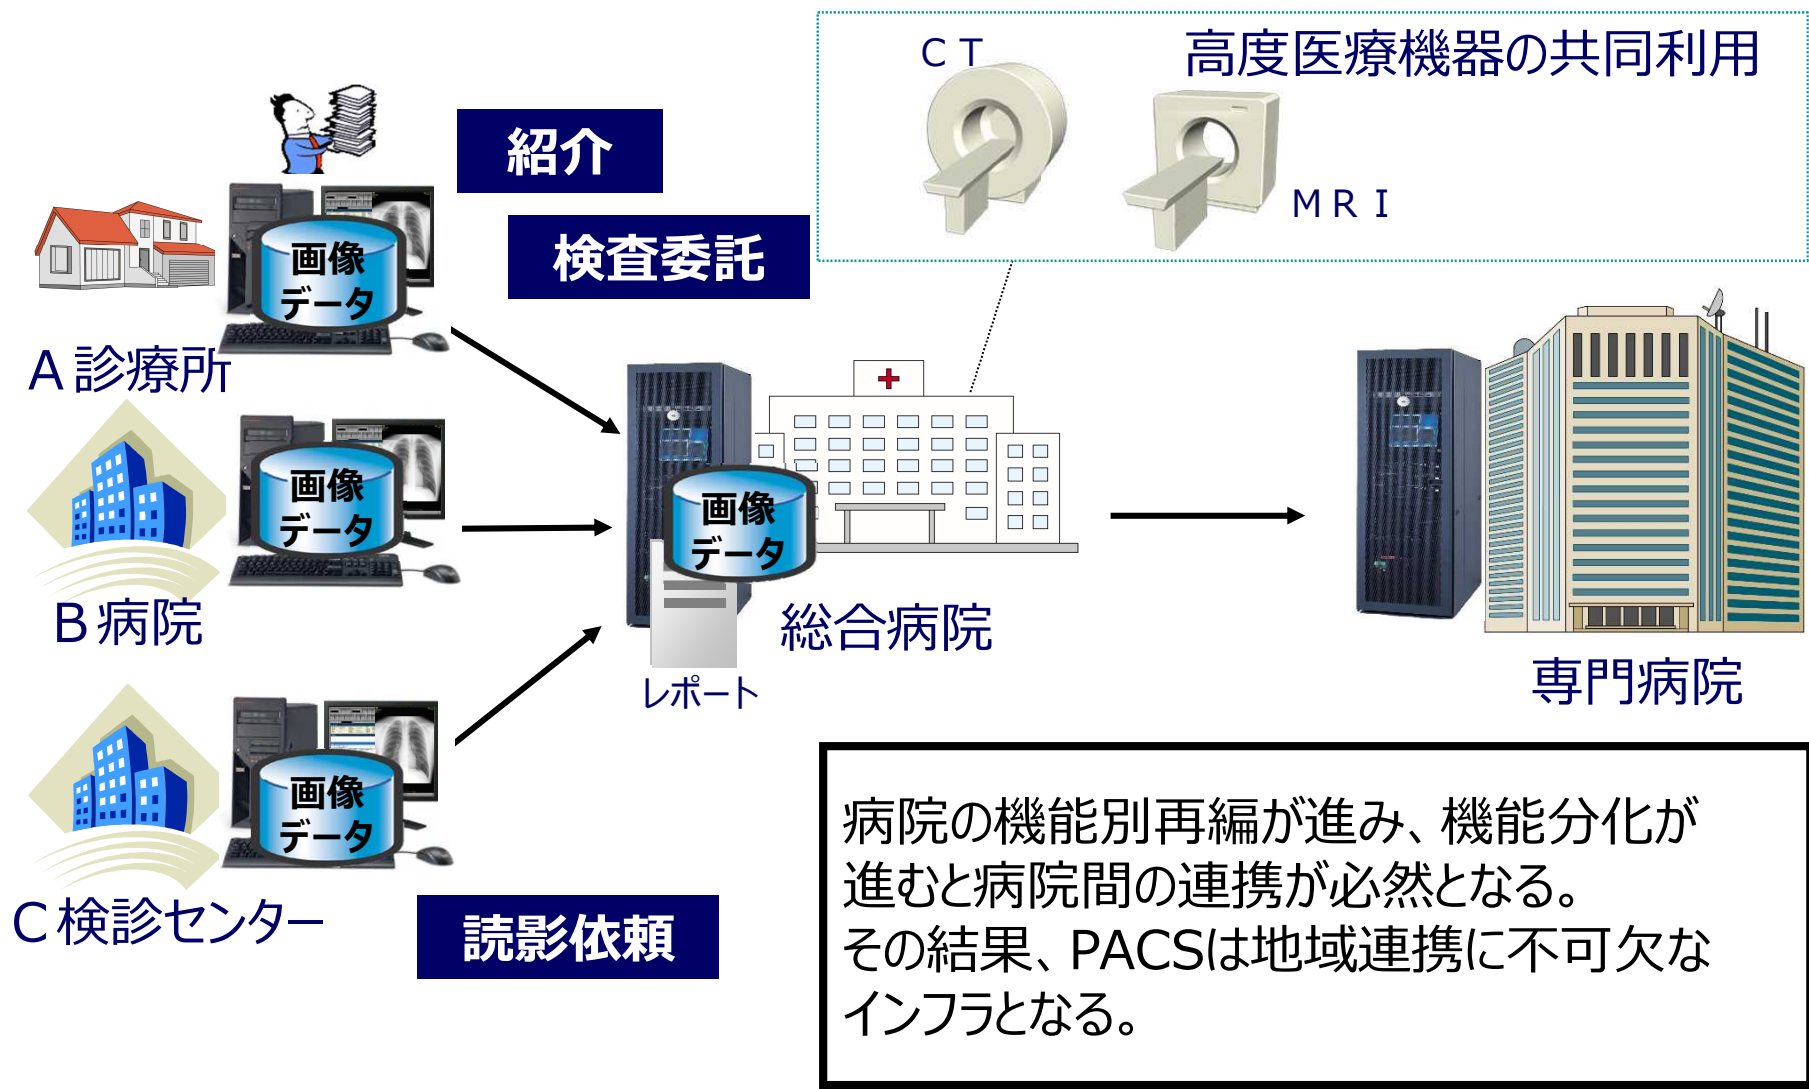 ＣＴ
高度医療機器の共同利用
ＭＲＩ
紹介
検査委託
画像
データ
Ａ診療所
画像
データ
Ｂ病院
画像
データ
Ｃ検診センター
読影依頼
画像
データ
総合病院
レポート
専門病院
病院の機能別再編が進み、機能分化が
進むと病院間の連携が必然となる。
その結果、PACSは地域連携に不可欠な
インフラとなる。